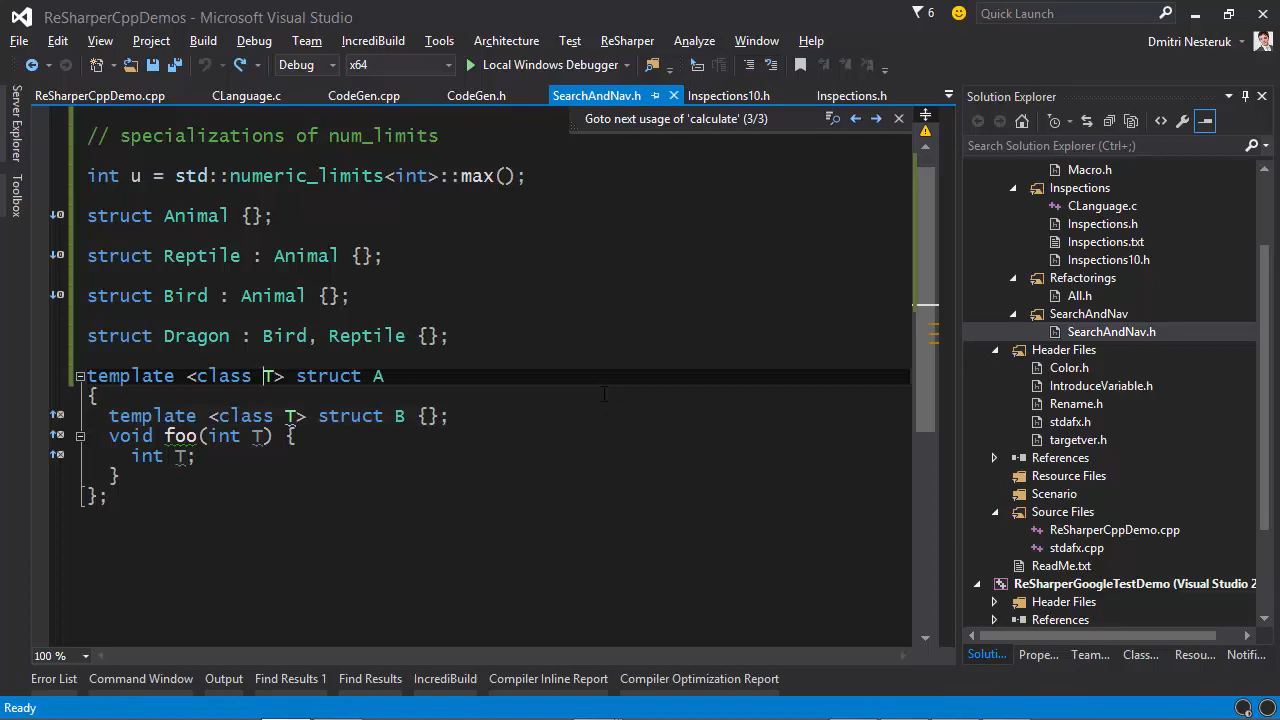 ReSharperCppDemos - Microsoft Visual Studio
6
Quick Launch
File Edit View Project Build Debug Team IncrediBuild Tools Architecture Test ReSharper Analyze Window Help
Dmitri Nesteruk
Debug x64 Local Windows Debugger
Server Explorer
Toolbox
ReSharperCppDemo.cpp CLanguage.c CodeGen.cpp CodeGen.h SearchAndNav.h Inspections10.h Inspections.h
Goto next usage of 'calculate' (3/3)
// specializations of num_limits
int u = std::numeric_limits<int>::max();
struct Animal {};
struct Reptile : Animal {};
struct Bird : Animal {};
struct Dragon : Bird, Reptile {};
template <class T> struct A
{
template <class T> struct B {};
void foo(int T) {
int T;
}
};
100 %
Solution Explorer
Search Solution Explorer (Ctrl+;)
Macro.h
Inspections
CLanguage.c
Inspections.h
Inspections.txt
Inspections10.h
Refactorings
All.h
SearchAndNav
SearchAndNav.h
Header Files
Color.h
IntroduceVariable.h
Rename.h
stdafx.h
targetver.h
References
Resource Files
Scenario
Source Files
ReSharperCppDemo.cpp
stdafx.cpp
ReadMe.txt
ReSharperGoogleTestDemo (Visual Studio 2
Header Files
References
Soluti... Prope... Team... Class... Resou... Notifi...
Error List Command Window Output Find Results 1 Find Results IncrediBuild Compiler Inline Report Compiler Optimization Report
Ready